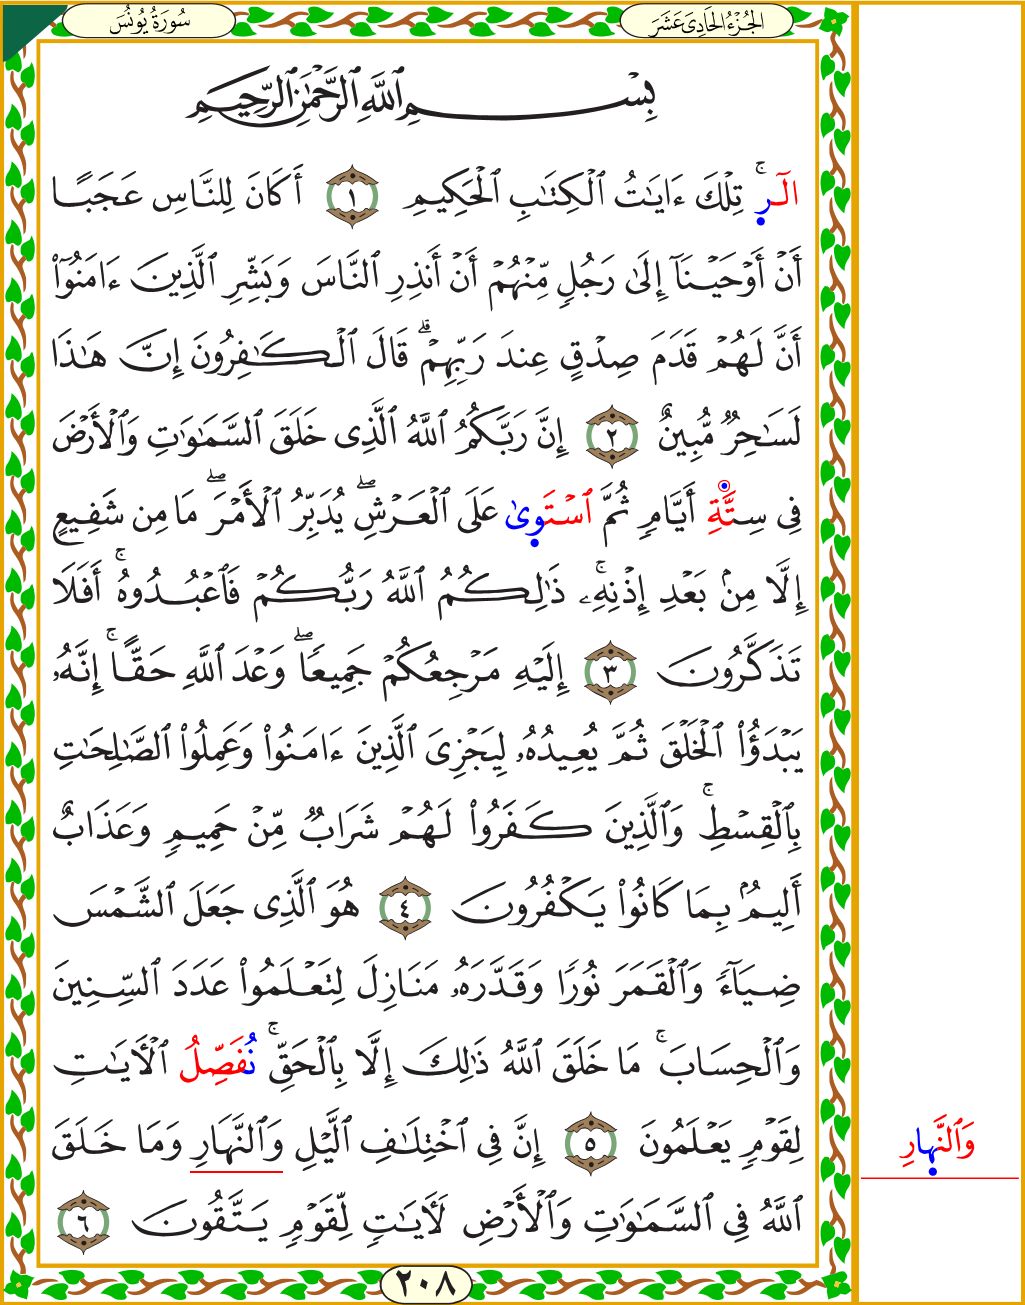 الجُزْءُ الحَادِىَ عَشَرَ
سُورَةُ يُونُسَ
بِسْمِ ٱللَّهِ ٱلرَّحْمَٰنِ ٱلرَّحِيمِ
الٓرۚ تِلْكَ ءَايَٰتُ ٱلْكِتَٰبِ ٱلْحَكِيمِ ١ أَكَانَ لِلنَّاسِ عَجَبًا
أَنْ أَوْحَيْنَآ إِلَىٰ رَجُلٍ مِّنْهُمْ أَنْ أَنذِرِ ٱلنَّاسَ وَبَشِّرِ ٱلَّذِينَ ءَامَنُوٓا۟
أَنَّ لَهُمْ قَدَمَ صِدْقٍ عِندَ رَبِّهِمْۗ قَالَ ٱلْكَٰفِرُونَ إِنَّ هَٰذَا
لَسَٰحِرٌ مُّبِينٌ ٢ إِنَّ رَبَّكُمُ ٱللَّهُ ٱلَّذِى خَلَقَ ٱلسَّمَٰوَٰتِ وَٱلْأَرْضَ
فِى سِتَّةِ أَيَّامٍ ثُمَّ ٱسْتَوِىٰ عَلَى ٱلْعَرْشِۖ يُدَبِّرُ ٱلْأَمْرَۖ مَا مِن شَفِيعٍ
إِلَّا مِنۢ بَعْدِ إِذْنِهِۦۚ ذَٰلِكُمُ ٱللَّهُ رَبُّكُمْ فَٱعْبُدُوهُۚ أَفَلَا
تَذَكَّرُونَ ٣ إِلَيْهِ مَرْجِعُكُمْ جَمِيعًاۖ وَعْدَ ٱللَّهِ حَقًّاۚ إِنَّهُۥ
يَبْدَؤُا۟ ٱلْخَلْقَ ثُمَّ يُعِيدُهُۥ لِيَجْزِىَ ٱلَّذِينَ ءَامَنُوا۟ وَعَمِلُوا۟ ٱلصَّٰلِحَٰتِ
بِٱلْقِسْطِۚ وَٱلَّذِينَ كَفَرُوا۟ لَهُمْ شَرَابٌ مِّنْ حَمِيمٍ وَعَذَابٌ
أَلِيمٌۢ بِمَا كَانُوا۟ يَكْفُرُونَ ٤ هُوَ ٱلَّذِى جَعَلَ ٱلشَّمْسَ
ضِيَآءً وَٱلْقَمَرَ نُورًا وَقَدَّرَهُۥ مَنَازِلَ لِتَعْلَمُوا۟ عَدَدَ ٱلسِّنِينَ
وَٱلْحِسَابَۚ مَا خَلَقَ ٱللَّهُ ذَٰلِكَ إِلَّا بِٱلْحَقِّۚ نُفَصِّلُ ٱلْأَيَٰتِ
لِقَوْمٍ يَعْلَمُونَ ٥ إِنَّ فِى ٱخْتِلَٰفِ ٱلَّيْلِ وَٱلنَّهَارِ وَمَا خَلَقَ
وَٱلنَّهِارِ
ٱللَّهُ فِى ٱلسَّمَٰوَٰتِ وَٱلْأَرْضِ لَأَيَٰتٍ لِّقَوْمٍ يَتَّقُونَ ٦
٢٠٨